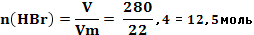 n(HBr) = V/Vm = 280/22 , 4 = 12, 5моль